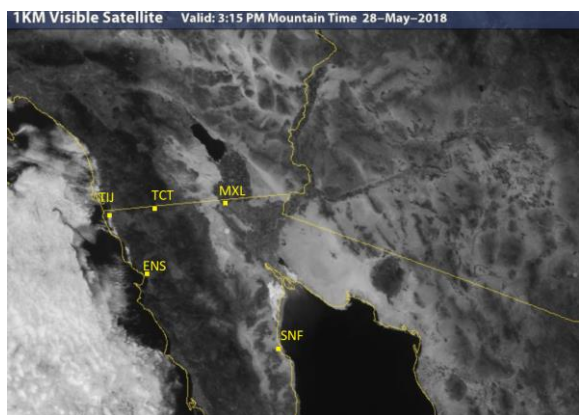 1KM Visible Satellite Valid: 3:15 PM Mountain Time 28-May-2018
TIJ
TCT
MXL
ENS
SNF